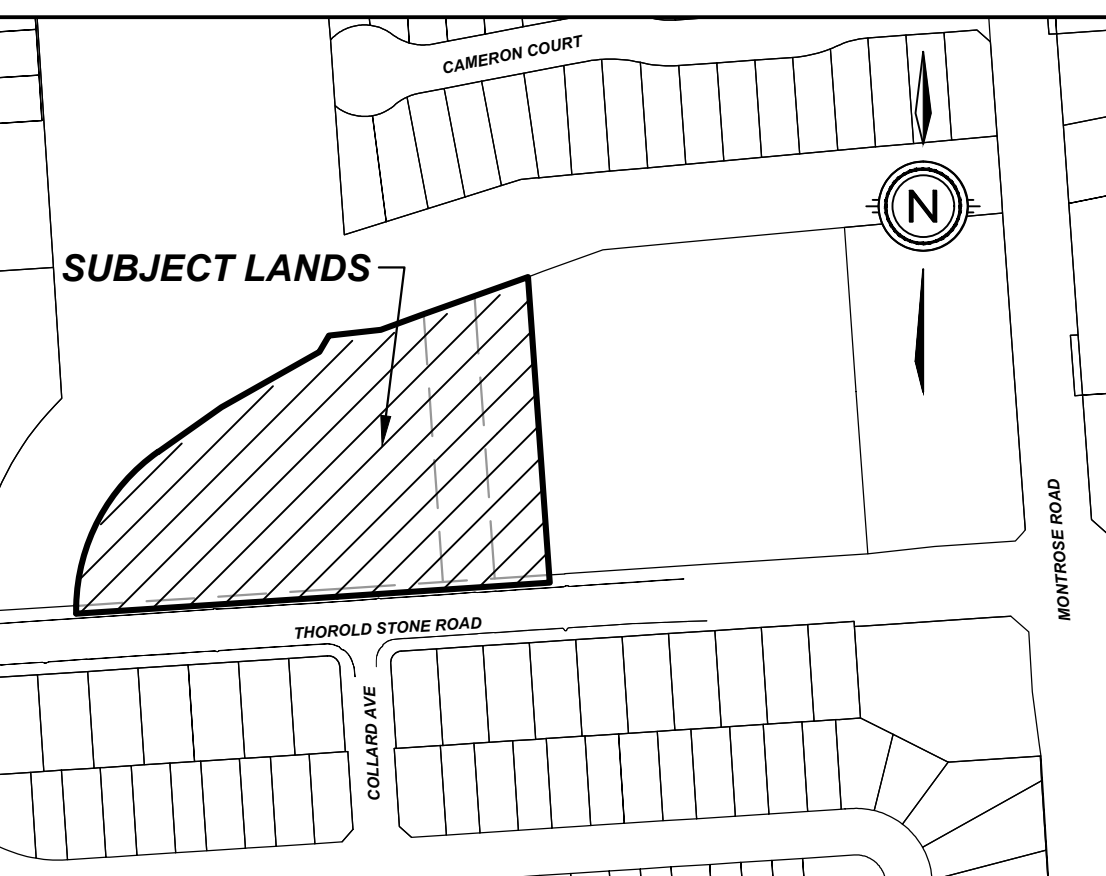 CAMERON COURT
N
SUBJECT LANDS
MONTROSE ROAD
THOROLD STONE ROAD
COLLARD AVE